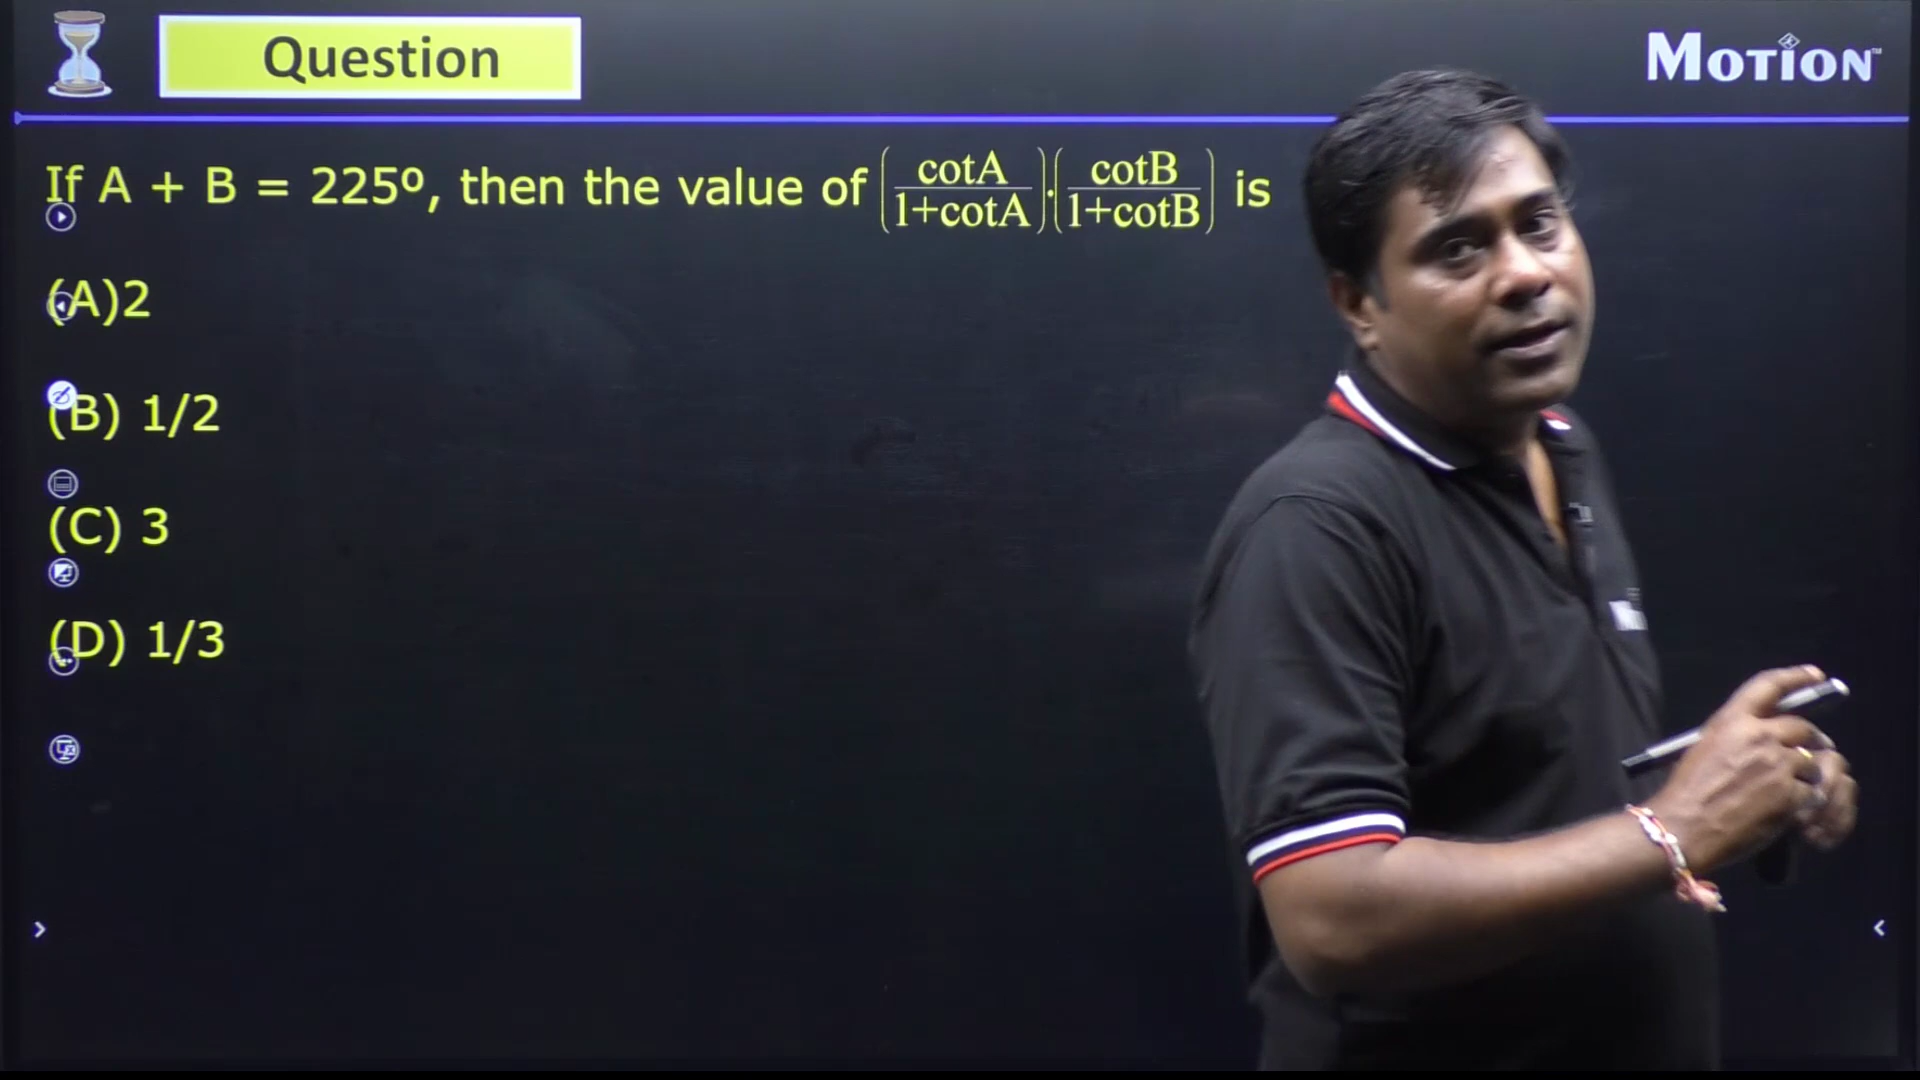 Question
MOTION™
If A + B = 225º, then the value of (cotA/1+cotA)·(cotB/1+cotB) is
(A)2
(B) 1/2
(C) 3
(D) 1/3